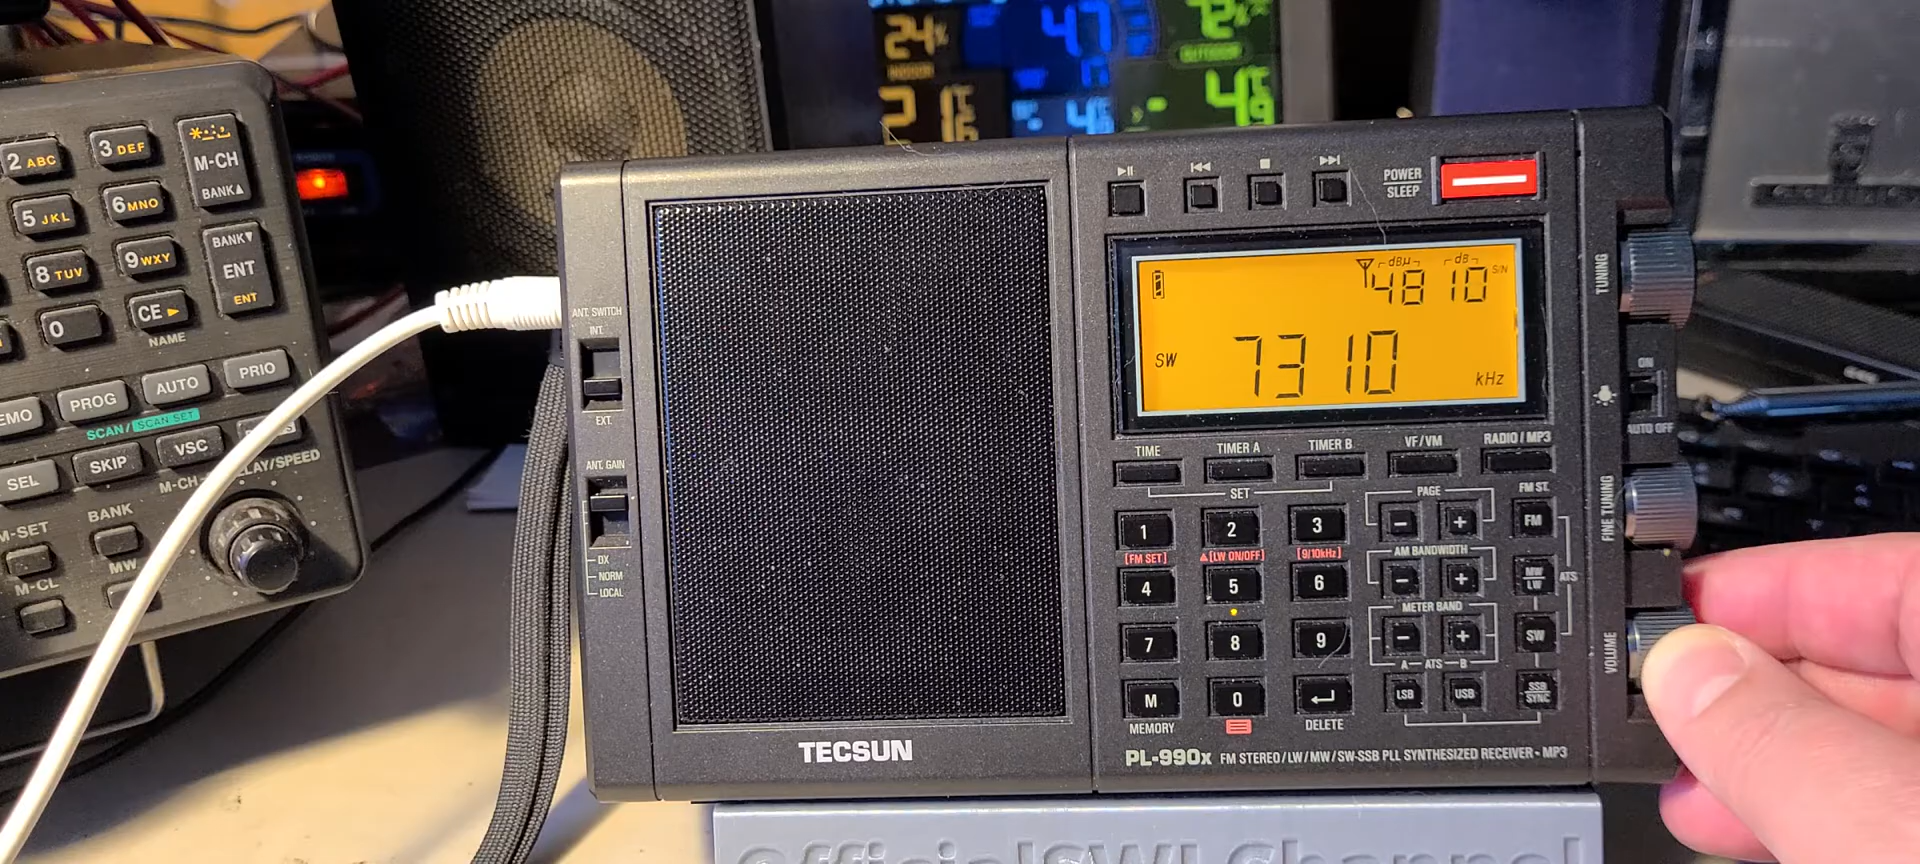 24%
INDOOR
47
72%
OUTDOOR
21°C
-4°C
2 ABC
3 DEF
M-CH
BANK▲
5 JKL
6 MNO
8 TUV
9 WXY
BANK▼
ENT
ENT
0
CE ►
NAME
PROG
AUTO
PRIO
SCAN / SCAN SET
SEL
SKIP
VSC
M-CH
BANK
M-CL
MW
ANT. SWITCH
INT.
EXT.
ANT. GAIN
DX
NORM
LOCAL
TECSUN
POWER
SLEEP
dBμ dB
48 10 S/N
SW 7310 kHz
TIME
TIMER A
TIMER B
VF/VM
RADIO / MP3
SET
PAGE
FM ST.
1 2 3
- + FM
[FM SET] [LW ON/OFF] [9/10kHz]
AM BANDWIDTH
4 5 6
- + MW
LW
ATS
METER BAND
7 8 9
- + SW
A ATS B
M 0
LSB USB SSB
SYNC
MEMORY
DELETE
PL-990x FM STEREO/LW/MW/SW-SSB PLL SYNTHESIZED RECEIVER - MP3
TUNING
ON
AUTO OFF
FINE TUNING
VOLUME
OfficialSWLChannel